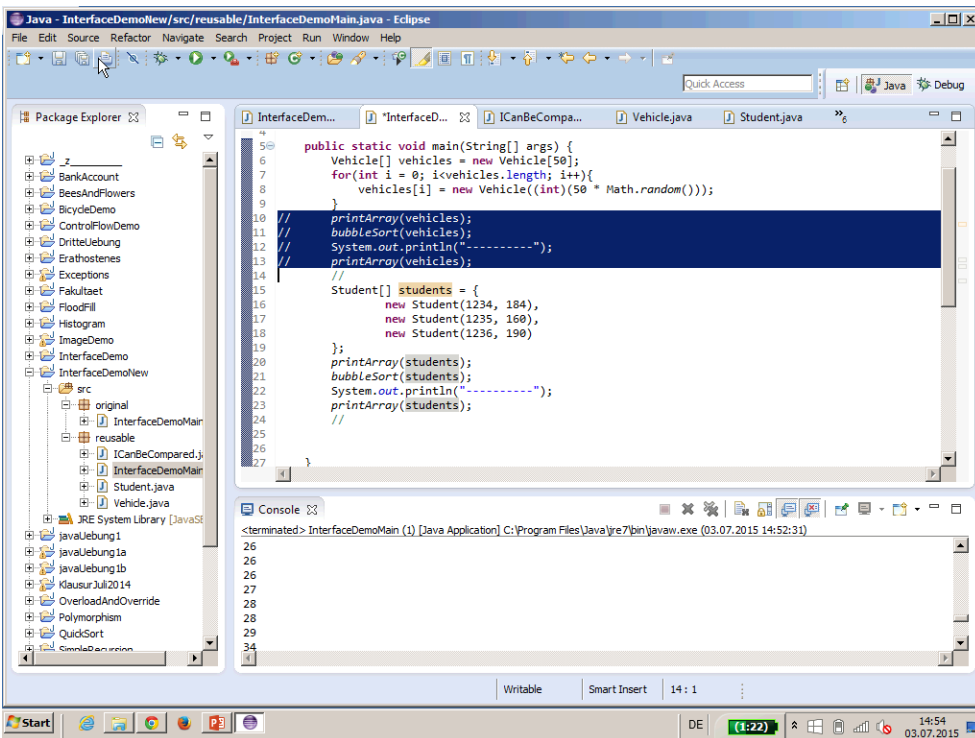 Java - InterfaceDemoNew/src/reusable/InterfaceDemoMain.java - Eclipse
File Edit Source Refactor Navigate Search Project Run Window Help
Quick Access
Java
Debug
Package Explorer
_z_________
BankAccount
BeesAndFlowers
BicycleDemo
ControlFlowDemo
DritteUebung
Erathostenes
Exceptions
Fakultaet
FloodFill
Histogram
ImageDemo
InterfaceDemo
InterfaceDemoNew
src
original
InterfaceDemoMain
reusable
ICanBeCompared.j
InterfaceDemoMain
Student.java
Vehicle.java
JRE System Library [JavaSE
javaUebung1
javaUebung1a
javaUebung1b
KlausurJuli2014
OverloadAndOverride
Polymorphism
QuickSort
SimpleRecursion
InterfaceDem... *InterfaceD... ICanBeCompa... Vehicle.java Student.java »6
4
5 public static void main(String[] args) {
6 Vehicle[] vehicles = new Vehicle[50];
7 for(int i = 0; i<vehicles.length; i++){
8 vehicles[i] = new Vehicle((int)(50 * Math.random()));
9 }
10 // printArray(vehicles);
11 // bubbleSort(vehicles);
12 // System.out.println("----------");
13 // printArray(vehicles);
14 //
15 Student[] students = {
16 new Student(1234, 184),
17 new Student(1235, 160),
18 new Student(1236, 190)
19 };
20 printArray(students);
21 bubbleSort(students);
22 System.out.println("----------");
23 printArray(students);
24 //
25
26
27 }
Console
<terminated> InterfaceDemoMain (1) [Java Application] C:\Program Files\Java\jre7\bin\javaw.exe (03.07.2015 14:52:31)
26
26
26
27
28
28
29
34
Writable Smart Insert 14 : 1
Start
DE
(1:22)
14:54
03.07.2015